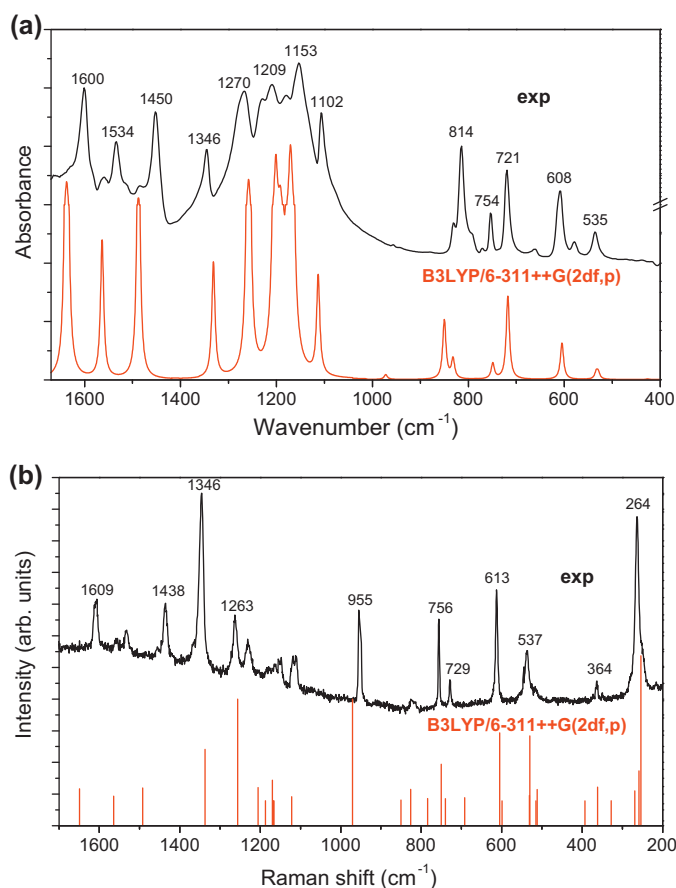 (a)
1600
1534
1450
1346
1270
1209
1153
1102
exp
814
754
721
608
535
B3LYP/6-311++G(2df,p)
Absorbance
1600 1400 1200 1000 800 600 400
Wavenumber (cm⁻¹)
(b)
1609
1438
1346
1263
955
756
729
613
537
364
264
exp
B3LYP/6-311++G(2df,p)
Intensity (arb. units)
1600 1400 1200 1000 800 600 400 200
Raman shift (cm⁻¹)